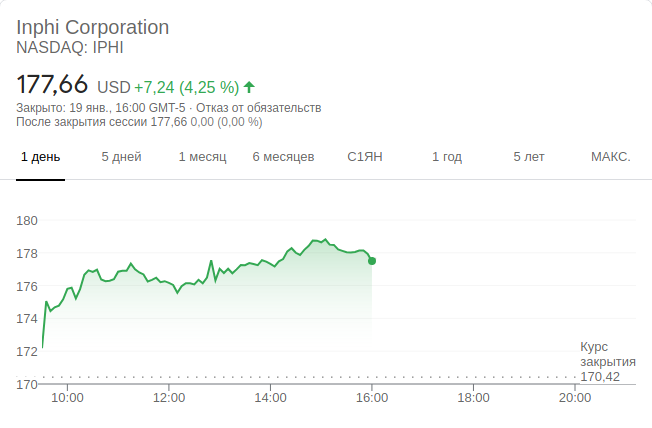 Inphi Corporation
NASDAQ: IPHI
177,66 USD +7,24 (4,25 %)
Закрыто: 19 янв., 16:00 GMT-5 · Отказ от обязательств
После закрытия сессии 177,66 0,00 (0,00 %)
1 день 5 дней 1 месяц 6 месяцев С1ЯН 1 год 5 лет МАКС.
180
178
176
174
172
Курс
закрытия
170,42
170
10:00 12:00 14:00 16:00 18:00 20:00